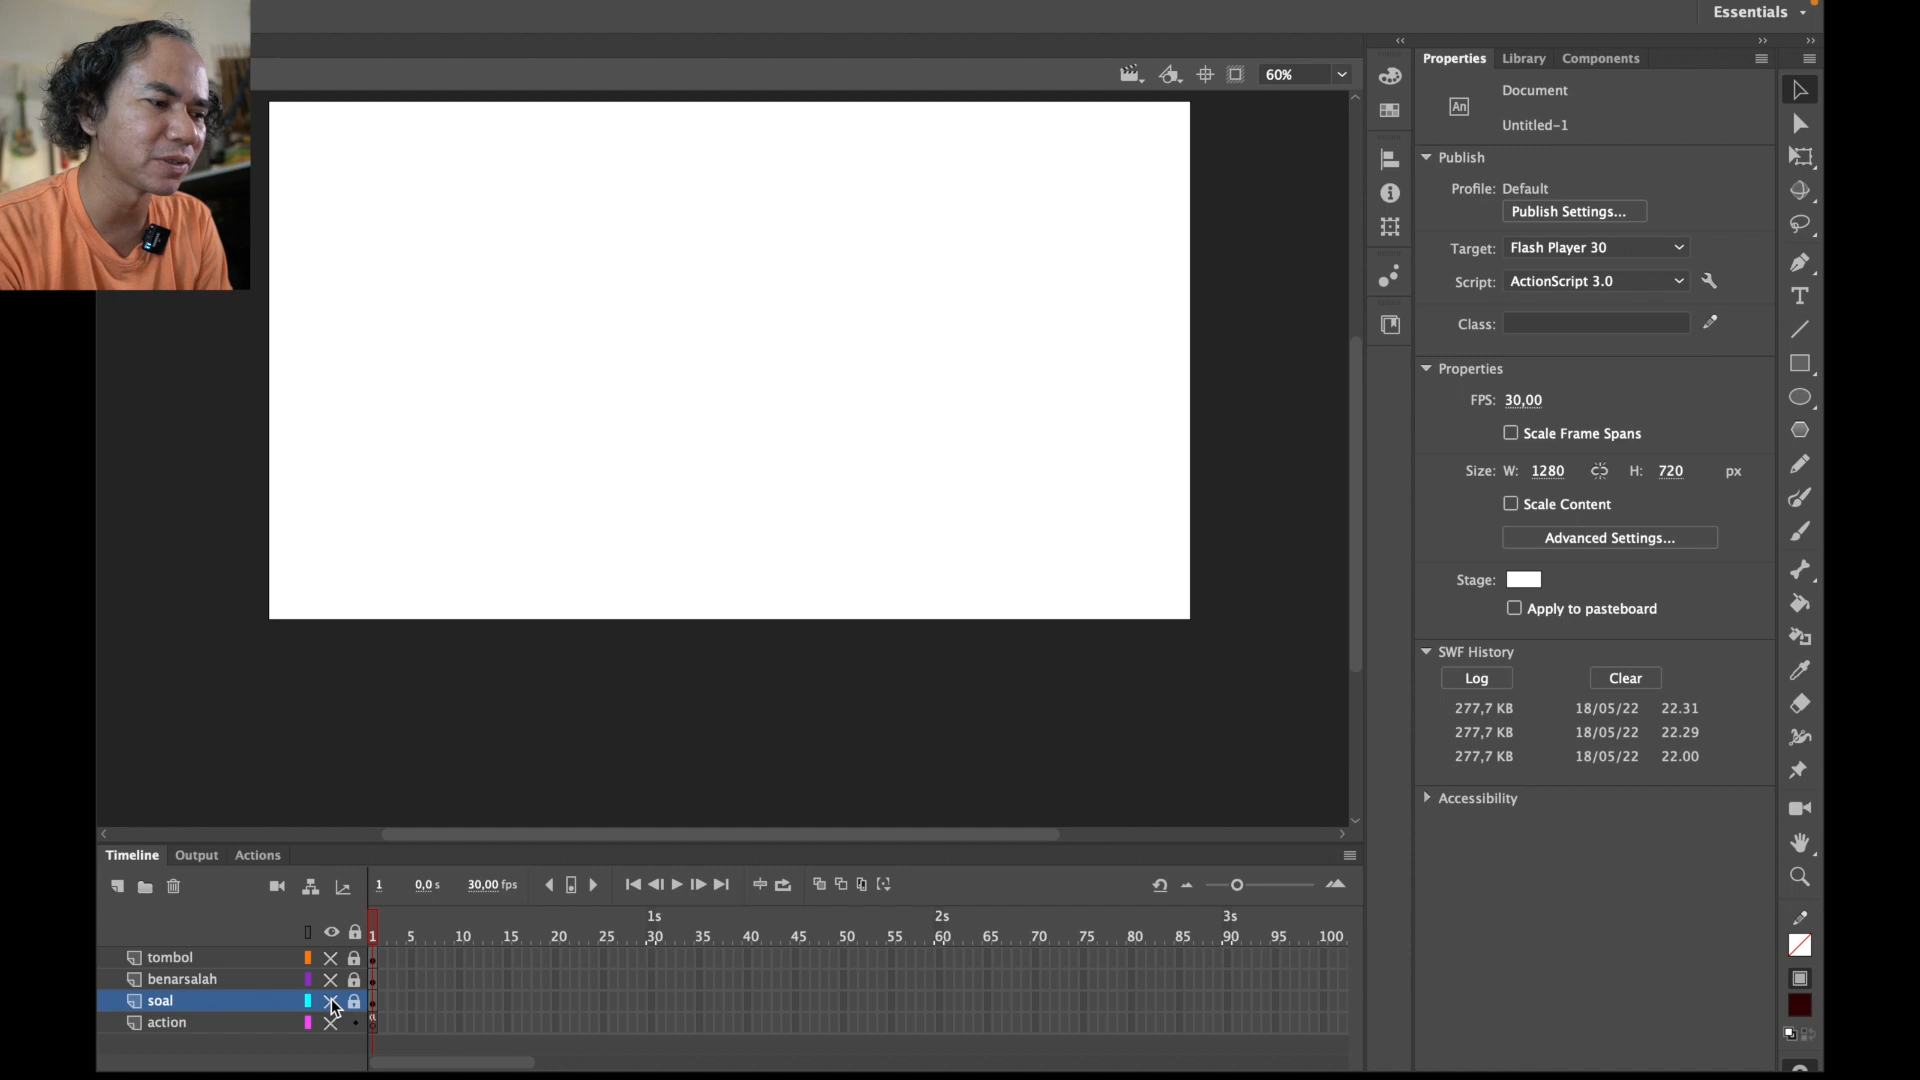 Essentials
60%
Properties Library Components
An
Document
Untitled-1
Publish
Profile: Default
Publish Settings...
Target: Flash Player 30
Script: ActionScript 3.0
Class:
Properties
FPS: 30,00
Scale Frame Spans
Size: W: 1280 H: 720 px
Scale Content
Advanced Settings...
Stage:
Apply to pasteboard
SWF History
Log Clear
277,7 KB 18/05/22 22.31
277,7 KB 18/05/22 22.29
277,7 KB 18/05/22 22.00
Accessibility
Timeline Output Actions
1 0,0 s 30,00 fps
1s 2s 3s
1 5 10 15 20 25 30 35 40 45 50 55 60 65 70 75 80 85 90 95 100
tombol
benarsalah
soal
action